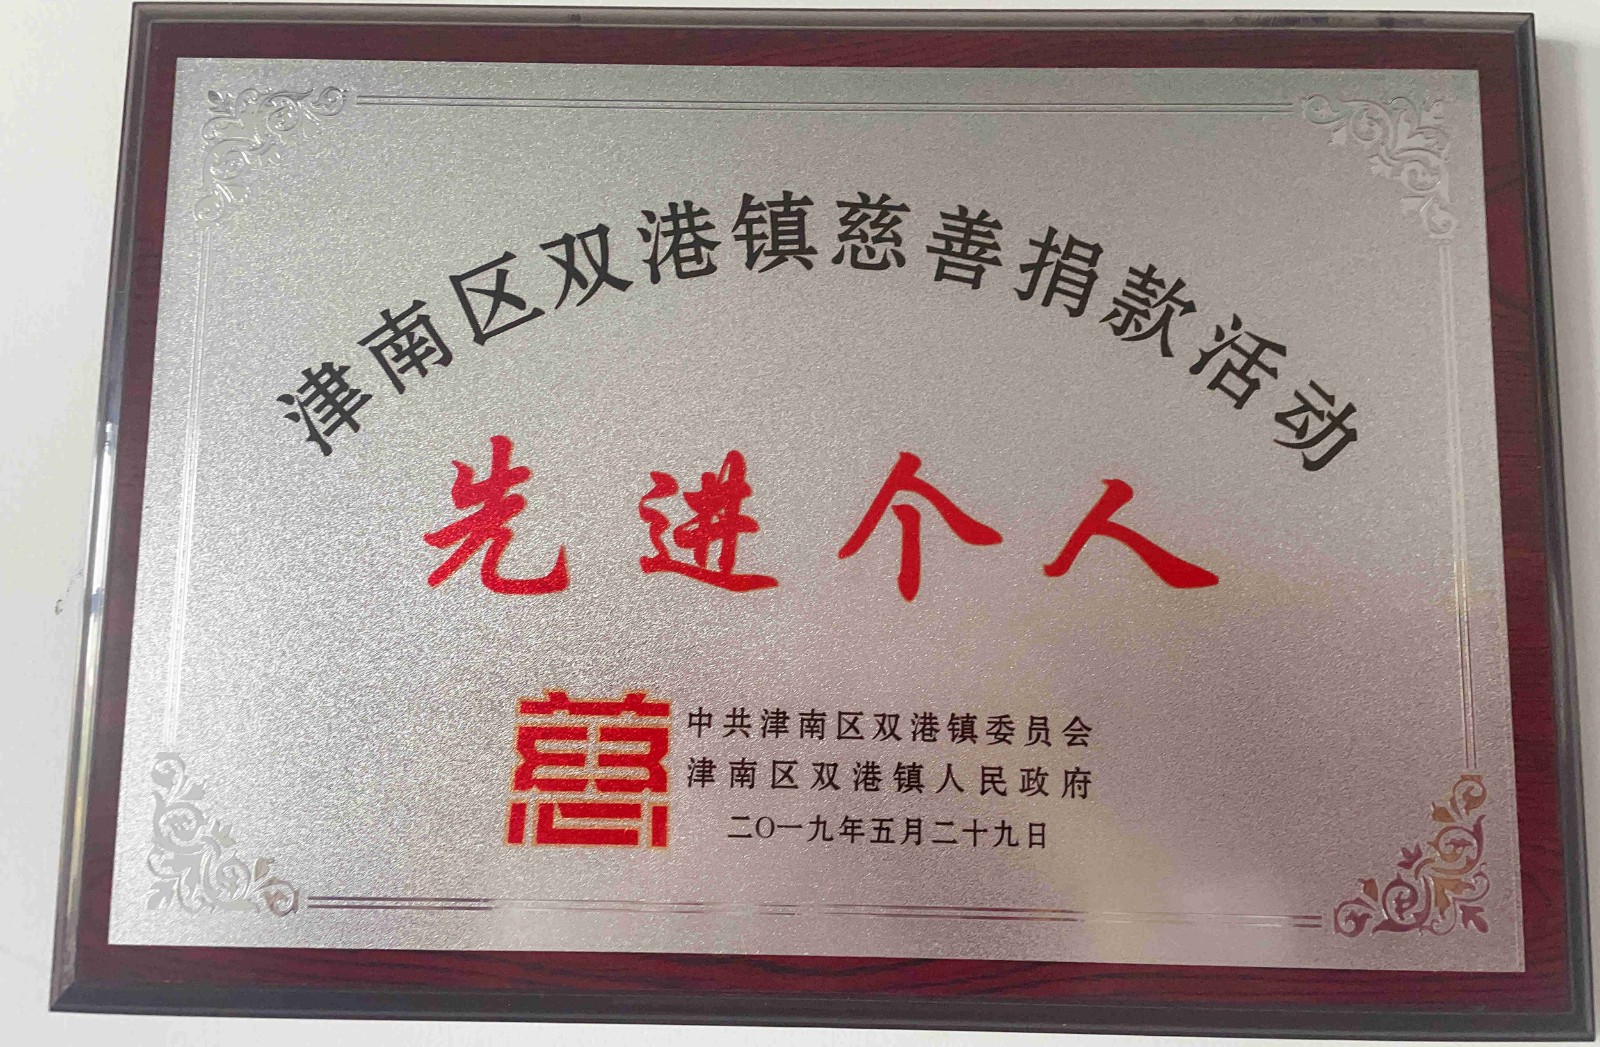 津南区双港镇慈善捐款活动
先进个人
善
中共津南区双港镇委员会
津南区双港镇人民政府
二〇一九年五月二十九日